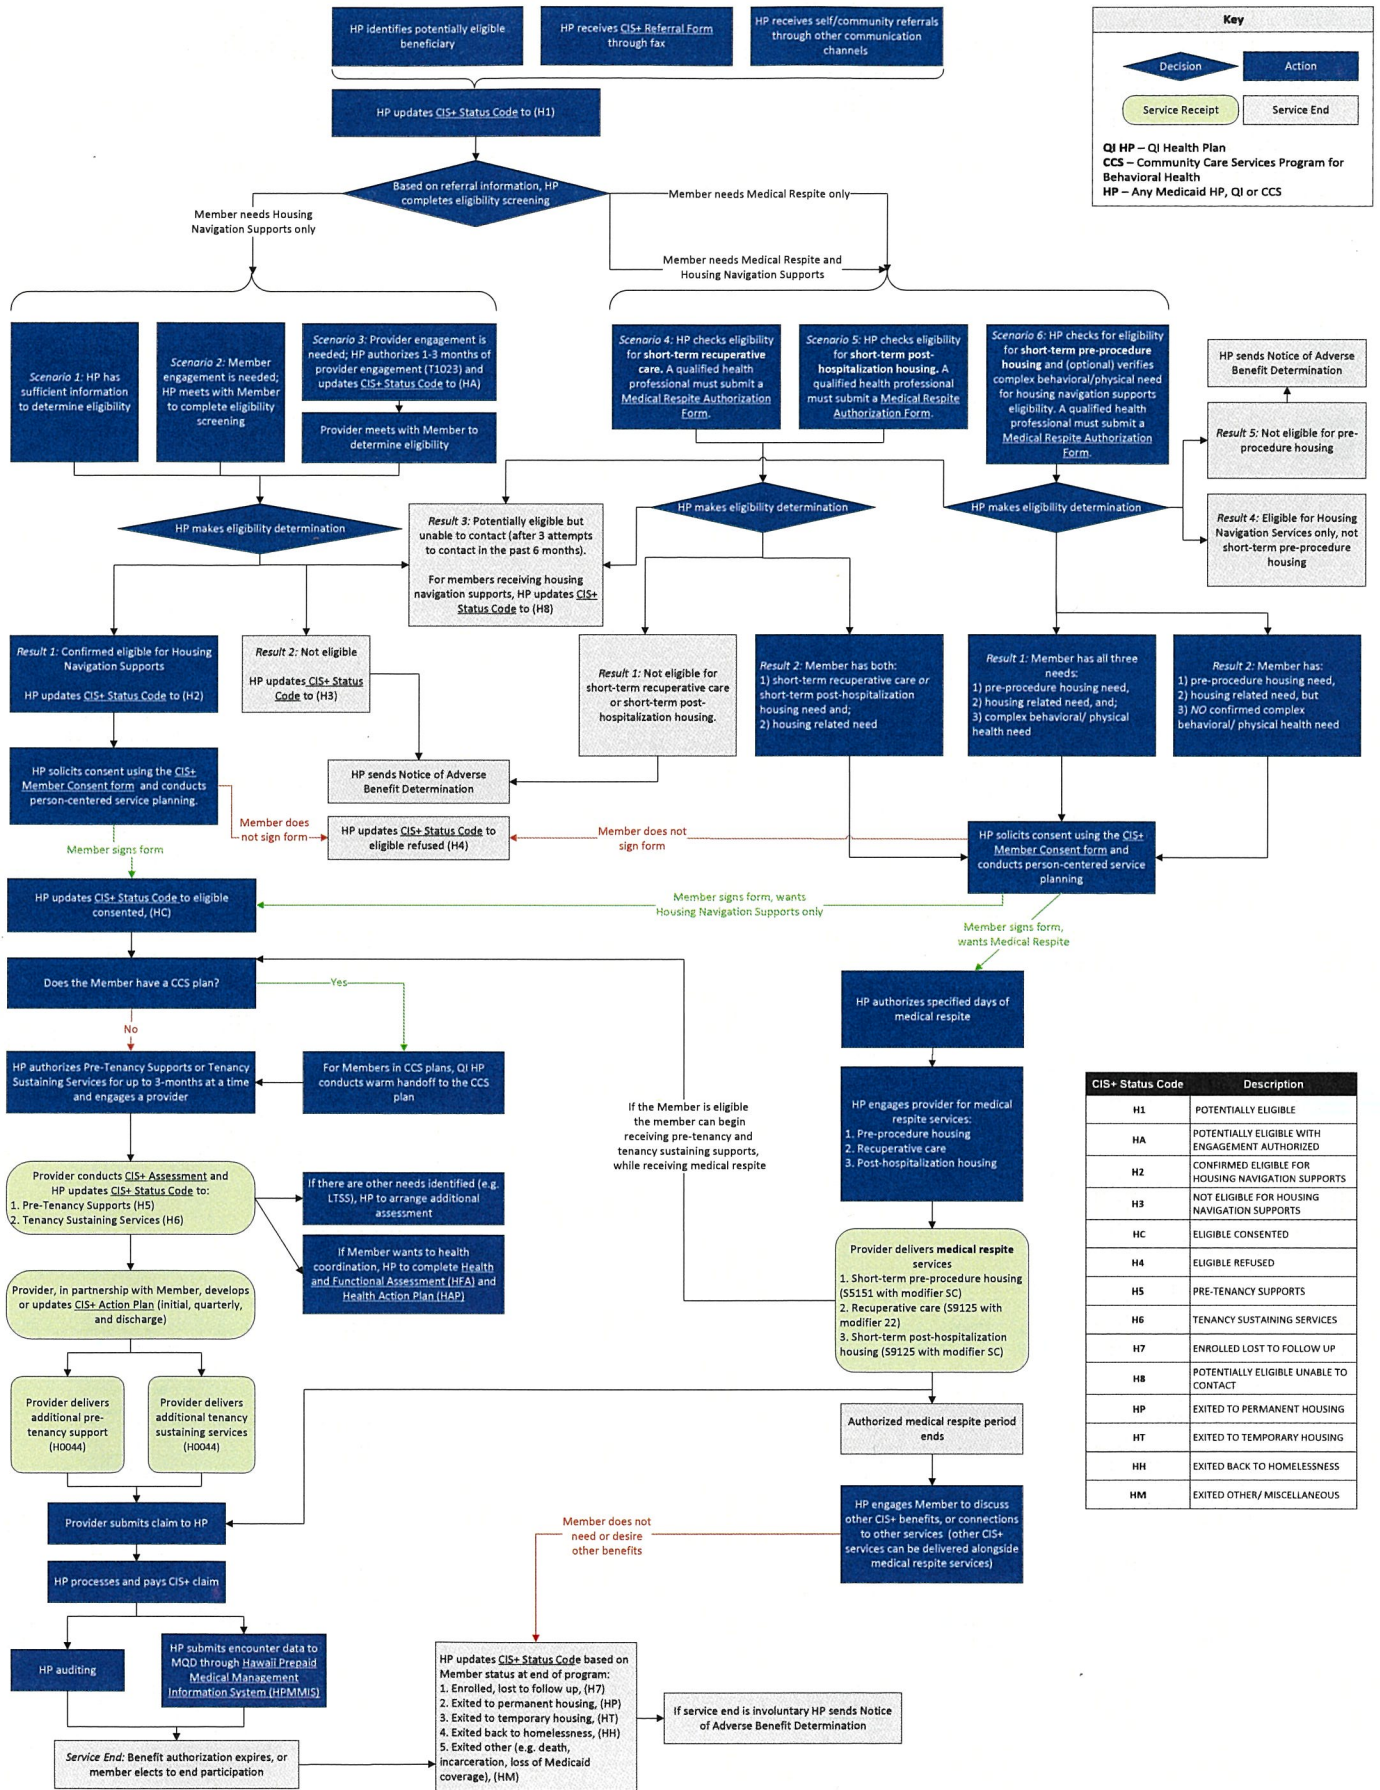 HP identifies potentially eligible
beneficiary
HP receives CIS+ Referral Form
through fax
HP receives self/community referrals
through other communication
channels
Key
Decision
Action
Service Receipt
Service End
QI HP – QI Health Plan
CCS – Community Care Services Program for
Behavioral Health
HP – Any Medicaid HP, QI or CCS
HP updates CIS+ Status Code to (H1)
Based on referral information, HP
completes eligibility screening
Member needs Housing
Navigation Supports only
Member needs Medical Respite only
Member needs Medical Respite and
Housing Navigation Supports
Scenario 1: HP has
sufficient information
to determine eligibility
Scenario 2: Member
engagement is needed;
HP meets with Member
to complete eligibility
screening
Scenario 3: Provider engagement is
needed; HP authorizes 1-3 months of
provider engagement (T1023) and
updates CIS+ Status Code to (HA)
Provider meets with Member to
determine eligibility
Scenario 4: HP checks eligibility
for short-term recuperative
care. A qualified health
professional must submit a
Medical Respite Authorization
Form.
Scenario 5: HP checks eligibility
for short-term post-
hospitalization housing. A
qualified health professional
must submit a Medical Respite
Authorization Form.
Scenario 6: HP checks for eligibility
for short-term pre-procedure
housing and (optional) verifies
complex behavioral/physical need
for housing navigation supports
eligibility. A qualified health
professional must submit a
Medical Respite Authorization
Form.
HP sends Notice of Adverse
Benefit Determination
Result 5: Not eligible for pre-
procedure housing
Result 4: Eligible for Housing
Navigation Services only, not
short-term pre-procedure
housing
HP makes eligibility determination
Result 3: Potentially eligible but
unable to contact (after 3 attempts
to contact in the past 6 months).
For members receiving housing
navigation supports, HP updates CIS+
Status Code to (H8)
HP makes eligibility determination
HP makes eligibility determination
Result 1: Confirmed eligible for Housing
Navigation Supports
HP updates CIS+ Status Code to (H2)
Result 2: Not eligible
HP updates CIS+ Status
Code to (H3)
Result 1: Not eligible for
short-term recuperative care
or short-term post-
hospitalization housing.
Result 2: Member has both:
1) short-term recuperative care or
short-term post-hospitalization
housing need and;
2) housing related need
Result 1: Member has all three
needs:
1) pre-procedure housing need,
2) housing related need, and;
3) complex behavioral/ physical
health need
Result 2: Member has:
1) pre-procedure housing need,
2) housing related need, but
3) NO confirmed complex
behavioral/ physical health need
HP solicits consent using the CIS+
Member Consent form and conducts
person-centered service planning.
HP sends Notice of Adverse
Benefit Determination
Member does
not sign form
HP updates CIS+ Status Code to
eligible refused (H4)
Member does not
sign form
HP solicits consent using the CIS+
Member Consent form and
conducts person-centered service
planning
Member signs form
HP updates CIS+ Status Code to eligible
consented, (HC)
Member signs form, wants
Housing Navigation Supports only
Member signs form,
wants Medical Respite
Does the Member have a CCS plan?
Yes
No
HP authorizes specified days of
medical respite
HP authorizes Pre-Tenancy Supports or Tenancy
Sustaining Services for up to 3-months at a time
and engages a provider
For Members in CCS plans, QI HP
conducts warm handoff to the CCS
plan
If the Member is eligible
the member can begin
receiving pre-tenancy and
tenancy sustaining supports,
while receiving medical respite
HP engages provider for medical
respite services:
1. Pre-procedure housing
2. Recuperative care
3. Post-hospitalization housing
Provider conducts CIS+ Assessment and
HP updates CIS+ Status Code to:
1. Pre-Tenancy Supports (H5)
2. Tenancy Sustaining Services (H6)
If there are other needs identified (e.g.
LTSS), HP to arrange additional
assessment
If Member wants to health
coordination, HP to complete Health
and Functional Assessment (HFA) and
Health Action Plan (HAP)
Provider delivers medical respite
services
1. Short-term pre-procedure housing
(S5151 with modifier SC)
2. Recuperative care (S9125 with
modifier 22)
3. Short-term post-hospitalization
housing (S9125 with modifier SC)
Provider, in partnership with Member, develops
or updates CIS+ Action Plan (initial, quarterly,
and discharge)
Provider delivers
additional pre-
tenancy support
(H0044)
Provider delivers
additional tenancy
sustaining services
(H0044)
Authorized medical respite period
ends
Provider submits claim to HP
Member does not
need or desire
other benefits
HP engages Member to discuss
other CIS+ benefits, or connections
to other services (other CIS+
services can be delivered alongside
medical respite services)
HP processes and pays CIS+ claim
HP auditing
HP submits encounter data to
MQD through Hawaii Prepaid
Medical Management
Information System (HPMMIS)
HP updates CIS+ Status Code based on
Member status at end of program:
1. Enrolled, lost to follow up, (H7)
2. Exited to permanent housing, (HP)
3. Exited to temporary housing, (HT)
4. Exited back to homelessness, (HH)
5. Exited other (e.g. death,
incarceration, loss of Medicaid
coverage), (HM)
If service end is involuntary HP sends Notice
of Adverse Benefit Determination
Service End: Benefit authorization expires, or
member elects to end participation
CIS+ Status Code Description
H1 POTENTIALLY ELIGIBLE
HA POTENTIALLY ELIGIBLE WITH
ENGAGEMENT AUTHORIZED
H2 CONFIRMED ELIGIBLE FOR
HOUSING NAVIGATION SUPPORTS
H3 NOT ELIGIBLE FOR HOUSING
NAVIGATION SUPPORTS
HC ELIGIBLE CONSENTED
H4 ELIGIBLE REFUSED
H5 PRE-TENANCY SUPPORTS
H6 TENANCY SUSTAINING SERVICES
H7 ENROLLED LOST TO FOLLOW UP
H8 POTENTIALLY ELIGIBLE UNABLE TO
CONTACT
HP EXITED TO PERMANENT HOUSING
HT EXITED TO TEMPORARY HOUSING
HH EXITED BACK TO HOMELESSNESS
HM EXITED OTHER/ MISCELLANEOUS